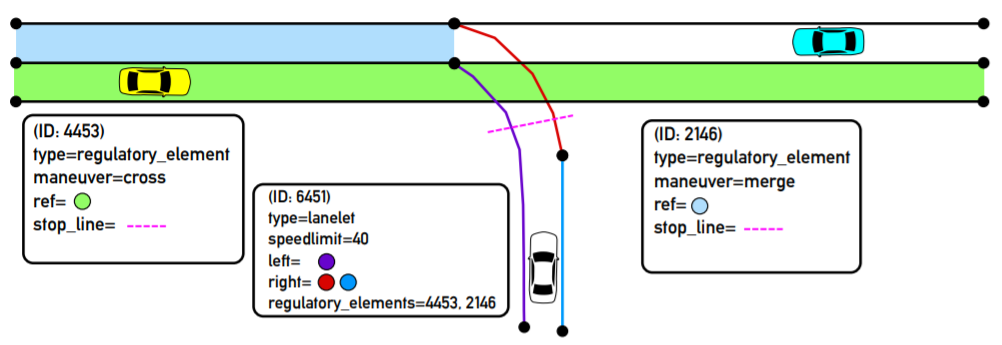 (ID: 4453)
type=regulatory_element
maneuver=cross
ref=
stop_line=
(ID: 6451)
type=lanelet
speedlimit=40
left=
right=
regulatory_elements=4453, 2146
(ID: 2146)
type=regulatory_element
maneuver=merge
ref=
stop_line=